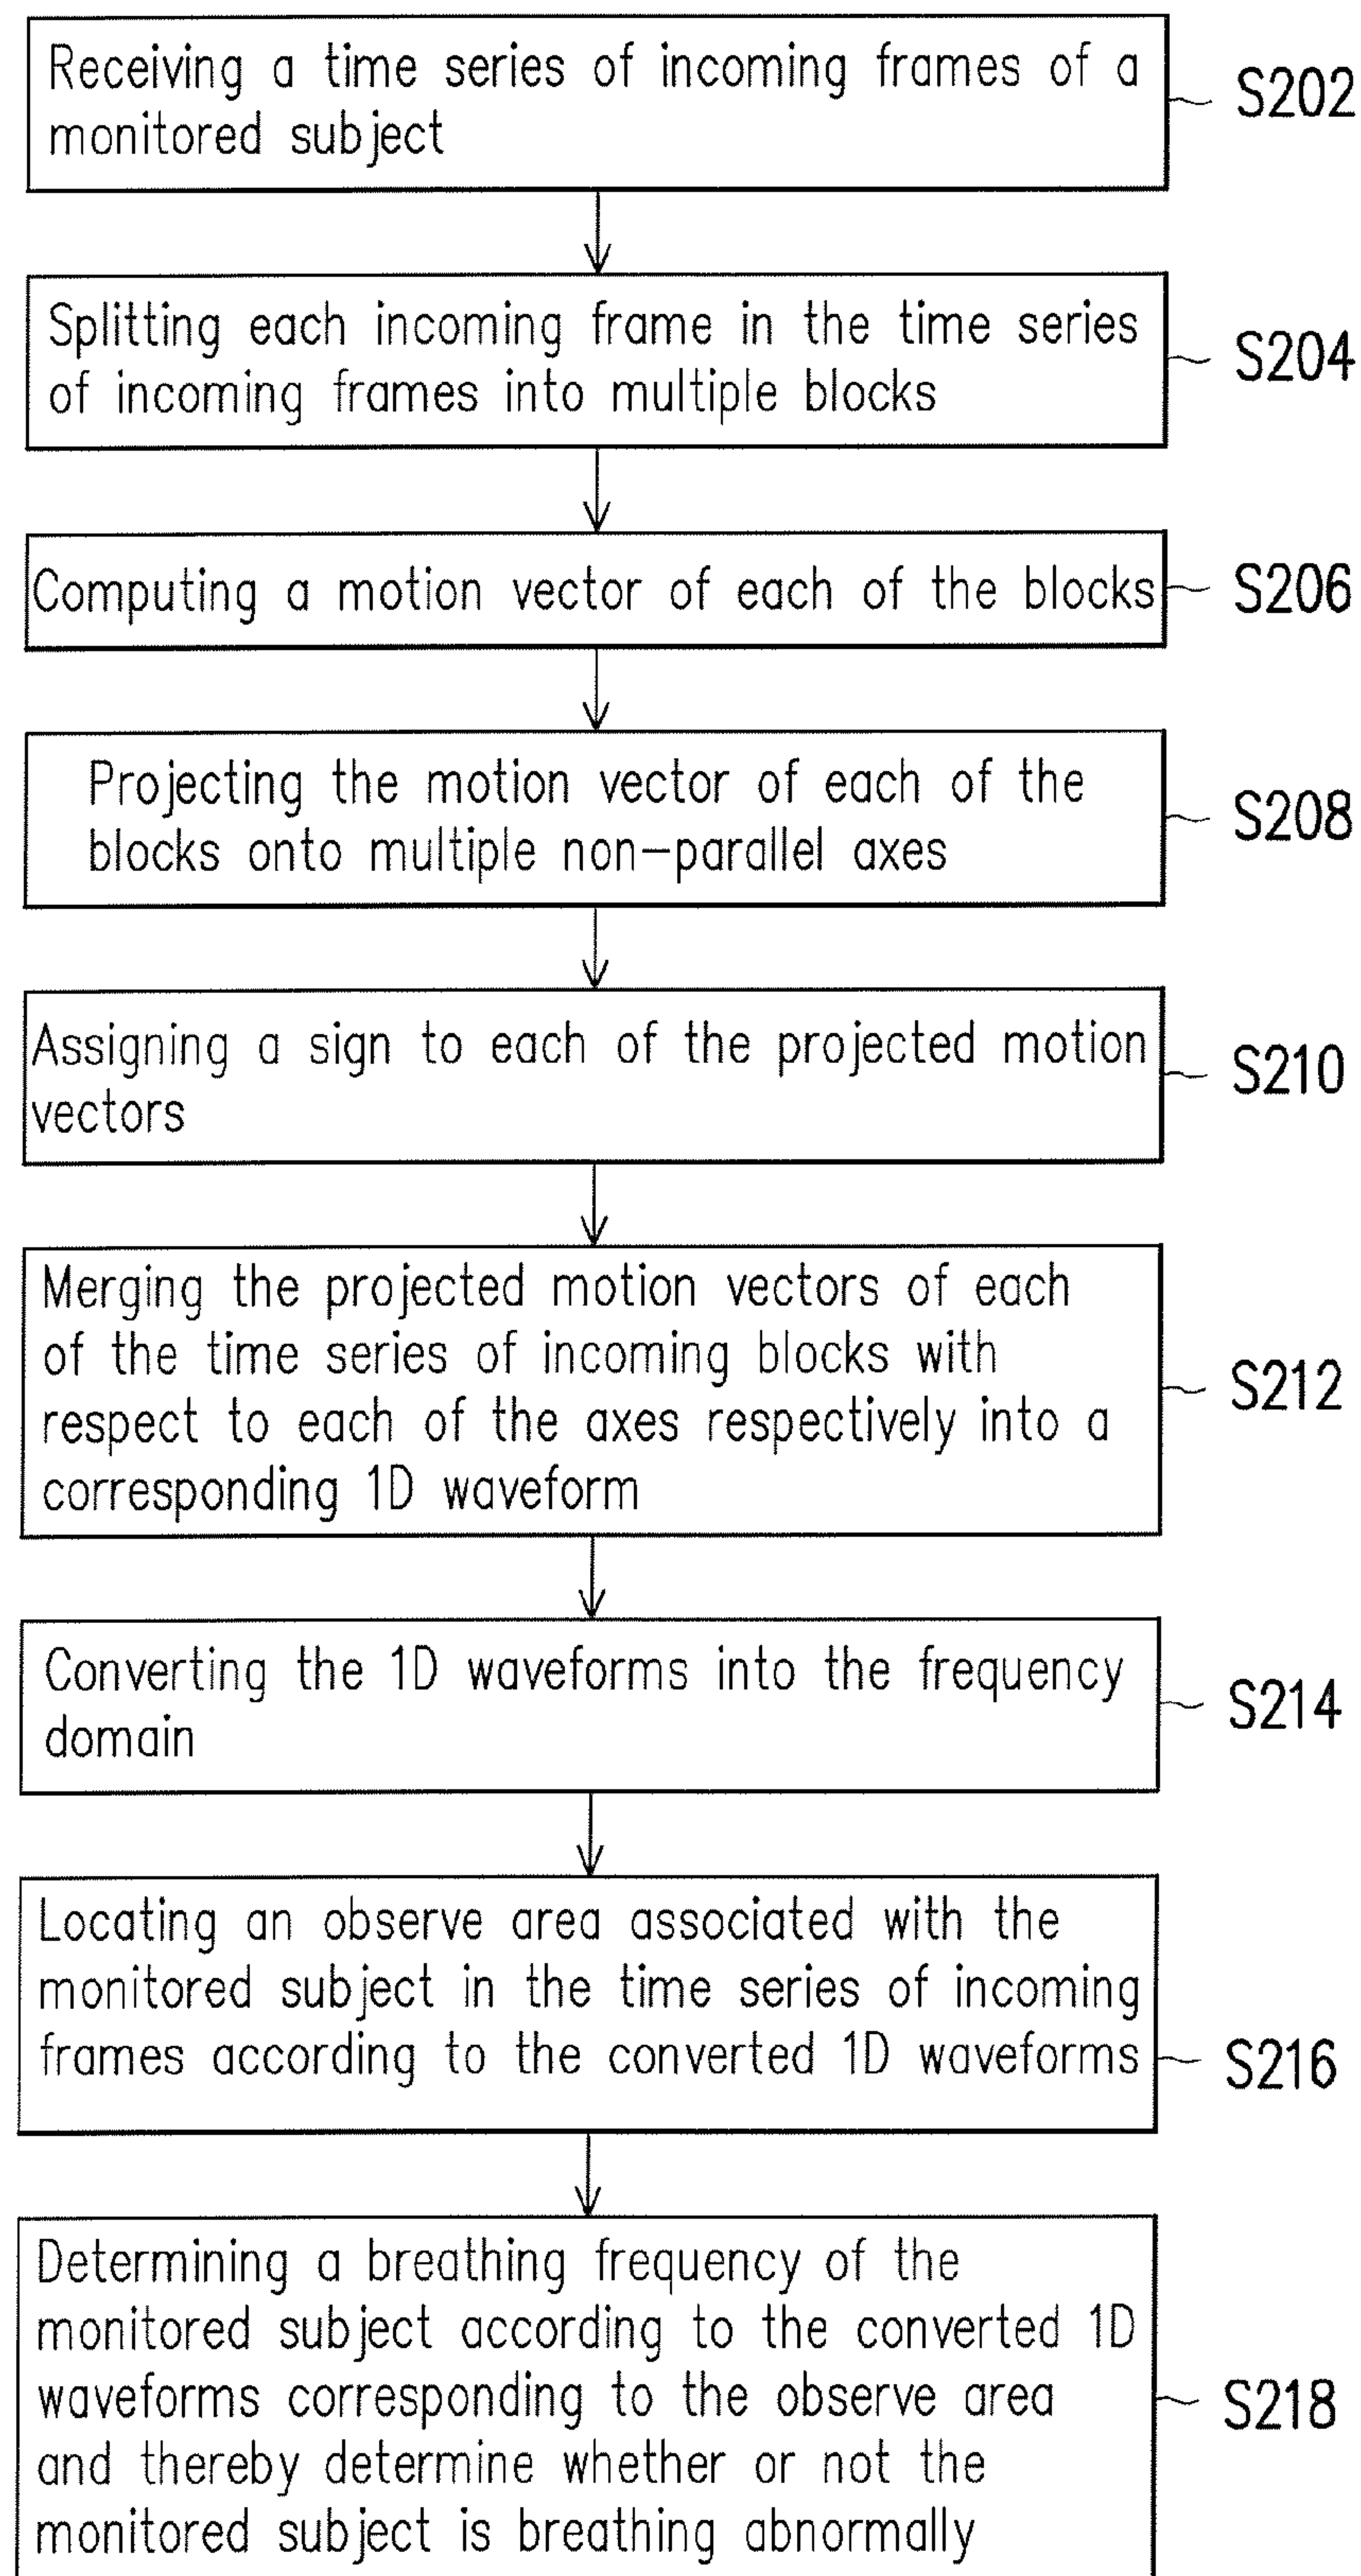 Receiving a time series of incoming frames of a
monitored subject
S202
Splitting each incoming frame in the time series
of incoming frames into multiple blocks
S204
Computing a motion vector of each of the blocks
S206
Projecting the motion vector of each of the
blocks onto multiple non-parallel axes
S208
Assigning a sign to each of the projected motion
vectors
S210
Merging the projected motion vectors of each
of the time series of incoming blocks with
respect to each of the axes respectively into a
corresponding 1D waveform
S212
Converting the 1D waveforms into the frequency
domain
S214
Locating an observe area associated with the
monitored subject in the time series of incoming
frames according to the converted 1D waveforms
S216
Determining a breathing frequency of the
monitored subject according to the converted 1D
waveforms corresponding to the observe area
and thereby determine whether or not the
monitored subject is breathing abnormally
S218